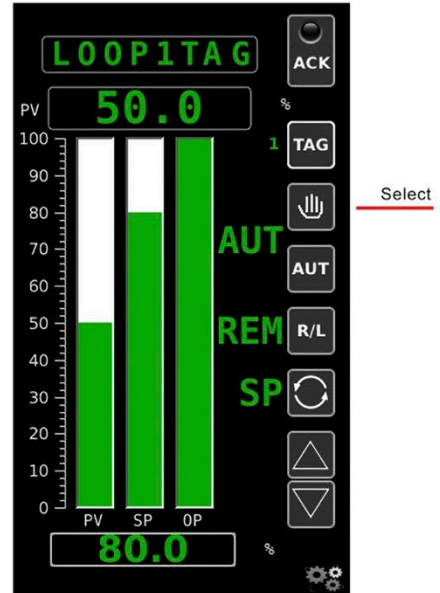 LOOP1TAG
ACK
PV 50.0 %
1 TAG
Select
AUT
AUT
REM R/L
SP
100
90
80
70
60
50
40
30
20
10
0
PV SP OP
80.0 %